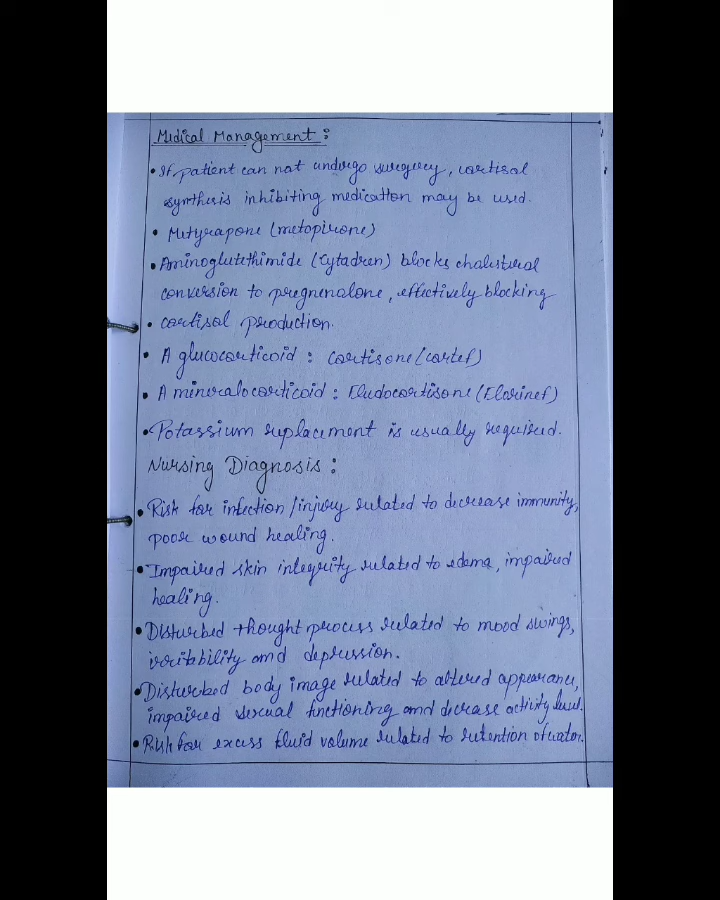 Medical Management :
• If patient can not undergo surgery, cortisal
synthesis inhibiting medication may be used.
• Metyrapone (metopirone)
• Aminoglutethimide (Cytadren) blocks cholesteral
conversion to pregnenalone, effectively blocking
• cortisol production.
• A glucocorticoid : Cortisone (cortef)
• A mineralocorticoid : Fludocortisone (Florinef)
• Potassium replacement is usually required.
Nursing Diagnosis :
• Risk for infection /injury related to decrease immunity,
poor wound healing.
• Impaired skin integrity related to edema, impaired
healing.
• Disturbed thought process related to mood swings,
irritability and depression.
• Disturbed body image related to altered appearance,
impaired sexual functioning and decrease activity level.
• Risk for excess fluid volume related to retention of water.